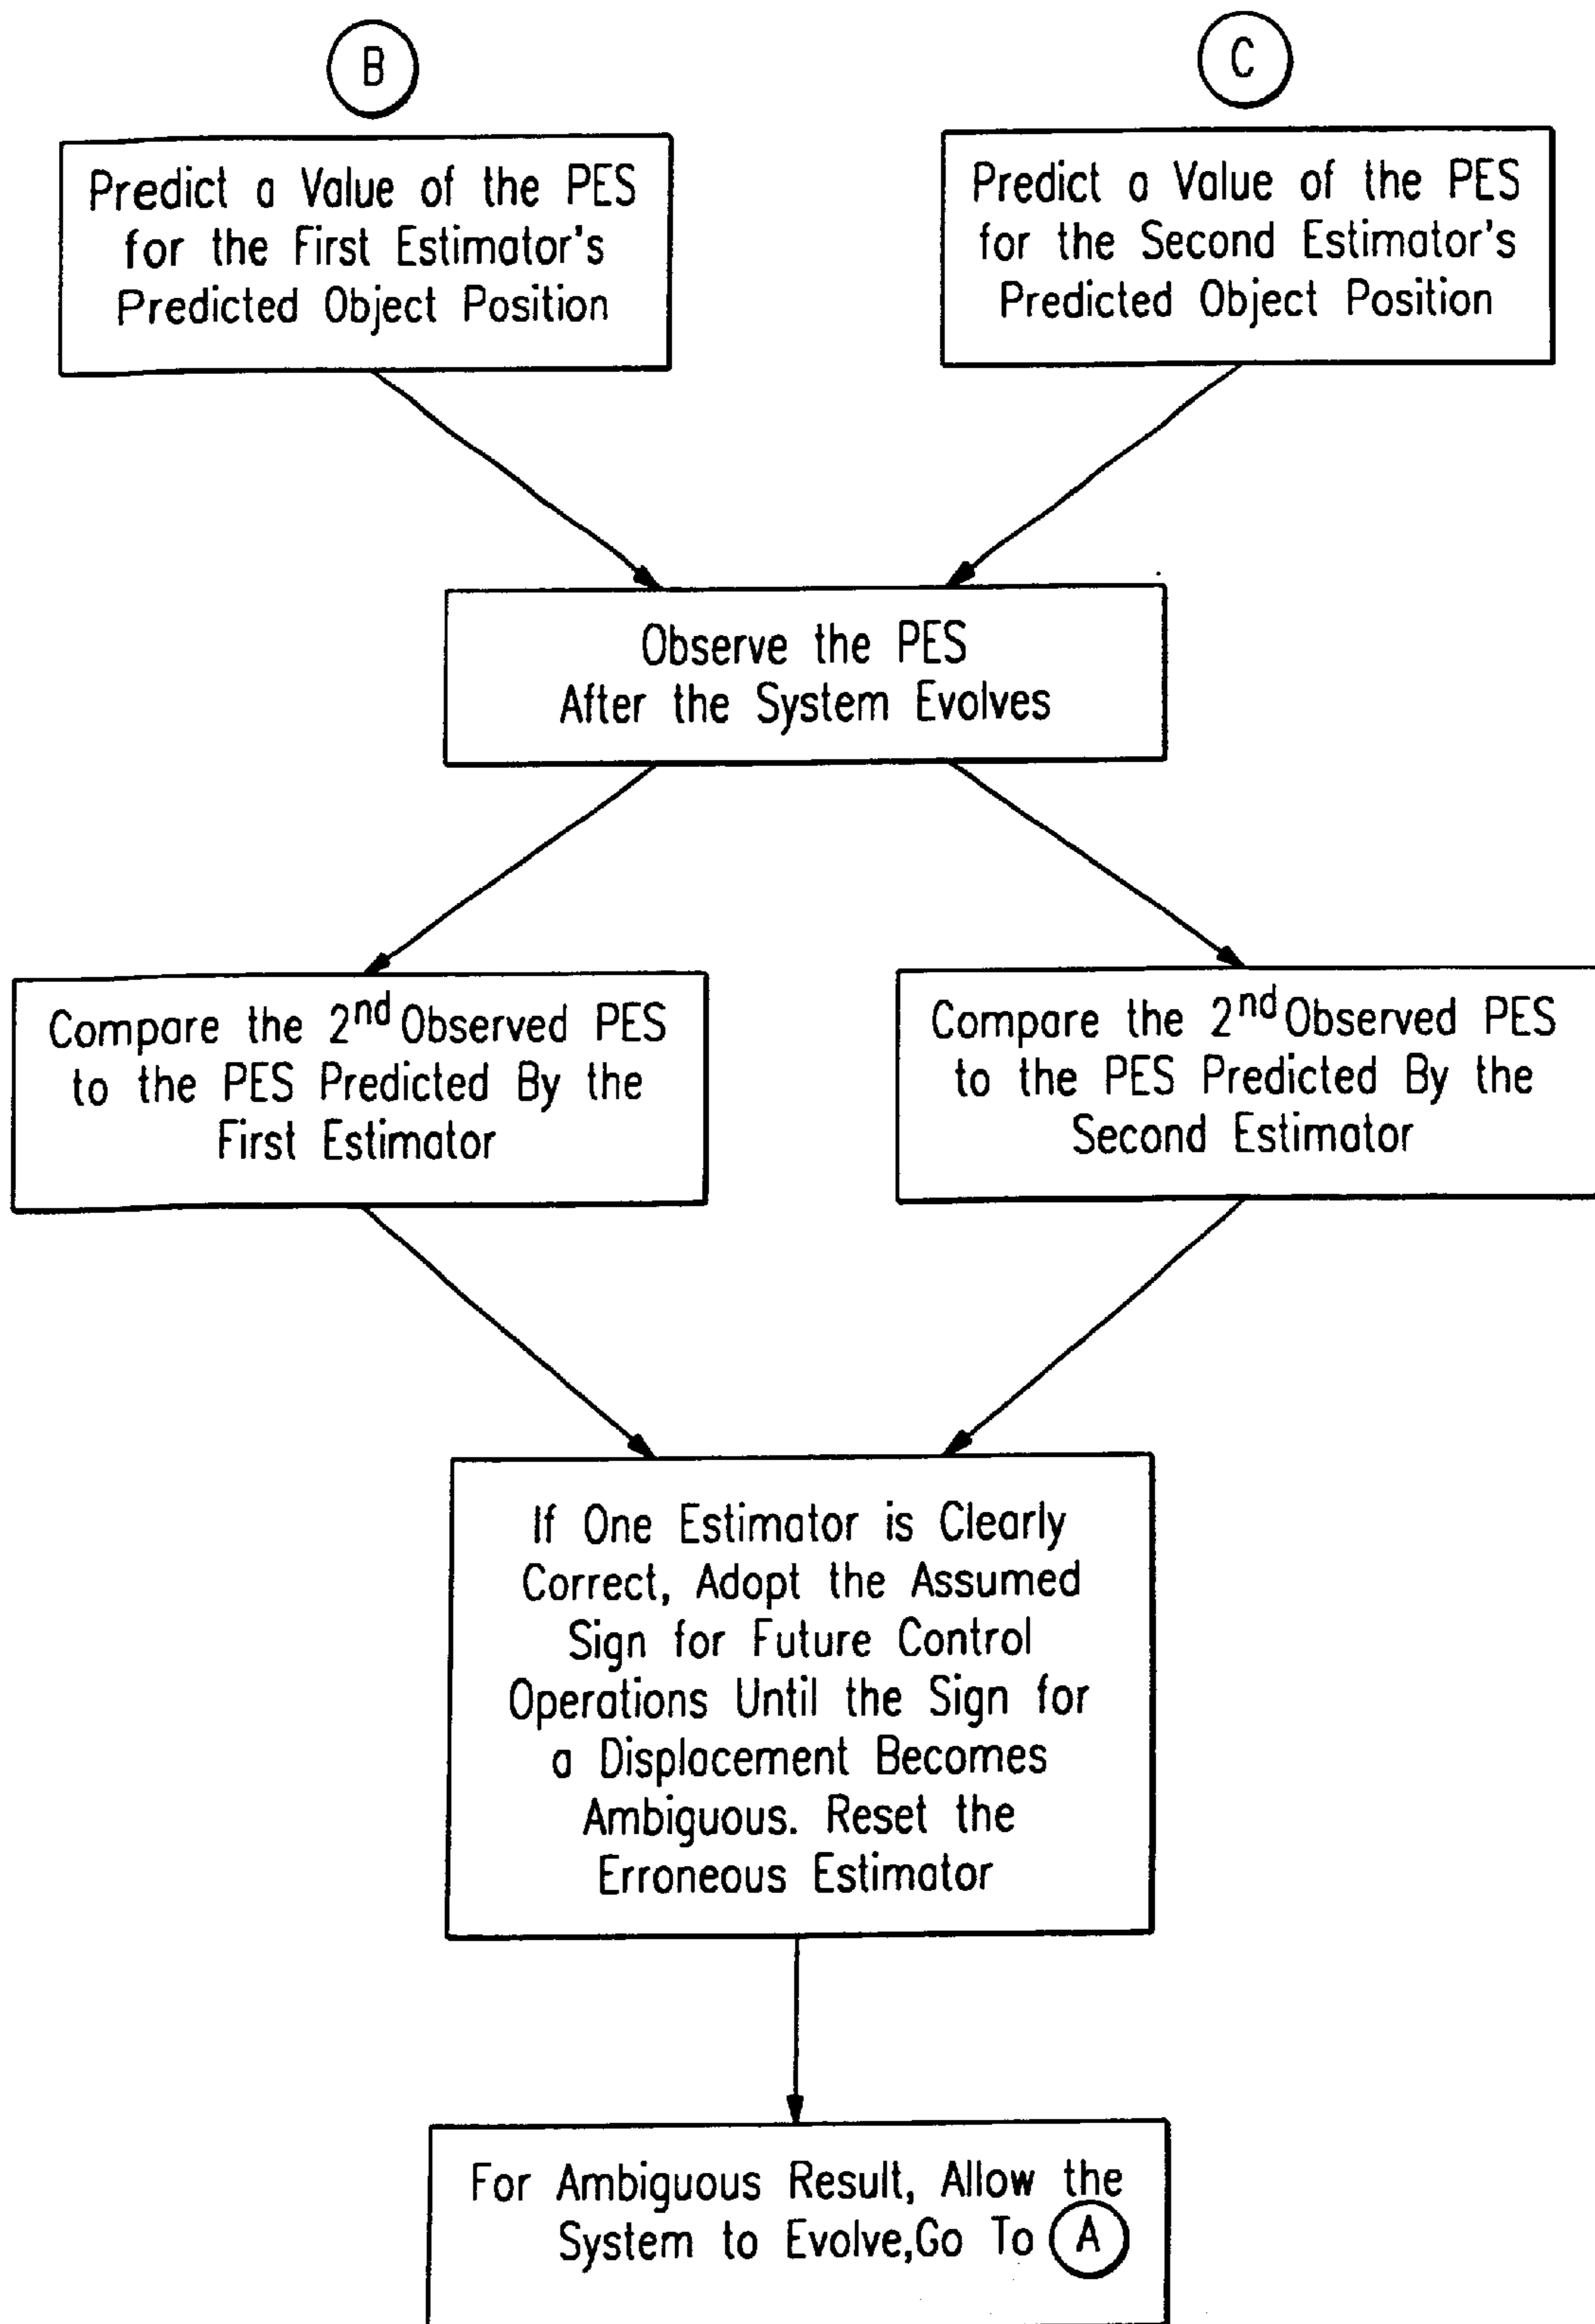 B
Predict a Value of the PES
for the First Estimator's
Predicted Object Position
C
Predict a Value of the PES
for the Second Estimator's
Predicted Object Position
Observe the PES
After the System Evolves
Compare the 2nd Observed PES
to the PES Predicted By the
First Estimator
Compare the 2nd Observed PES
to the PES Predicted By the
Second Estimator
If One Estimator is Clearly
Correct, Adopt the Assumed
Sign for Future Control
Operations Until the Sign for
a Displacement Becomes
Ambiguous. Reset the
Erroneous Estimator
For Ambiguous Result, Allow the
System to Evolve,Go To A